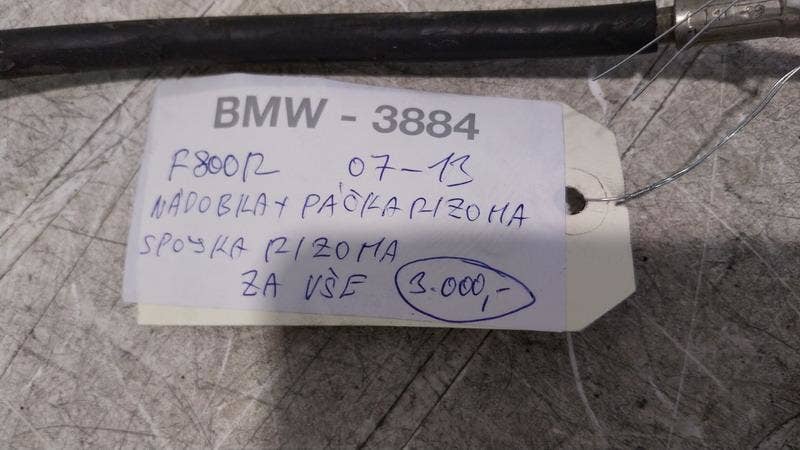 BMW - 3884
F800R 07-13
NÁDOBKA + PÁČKA RIZOMA
SPOJKA RIZOMA
ZA VŠE 3.000,-